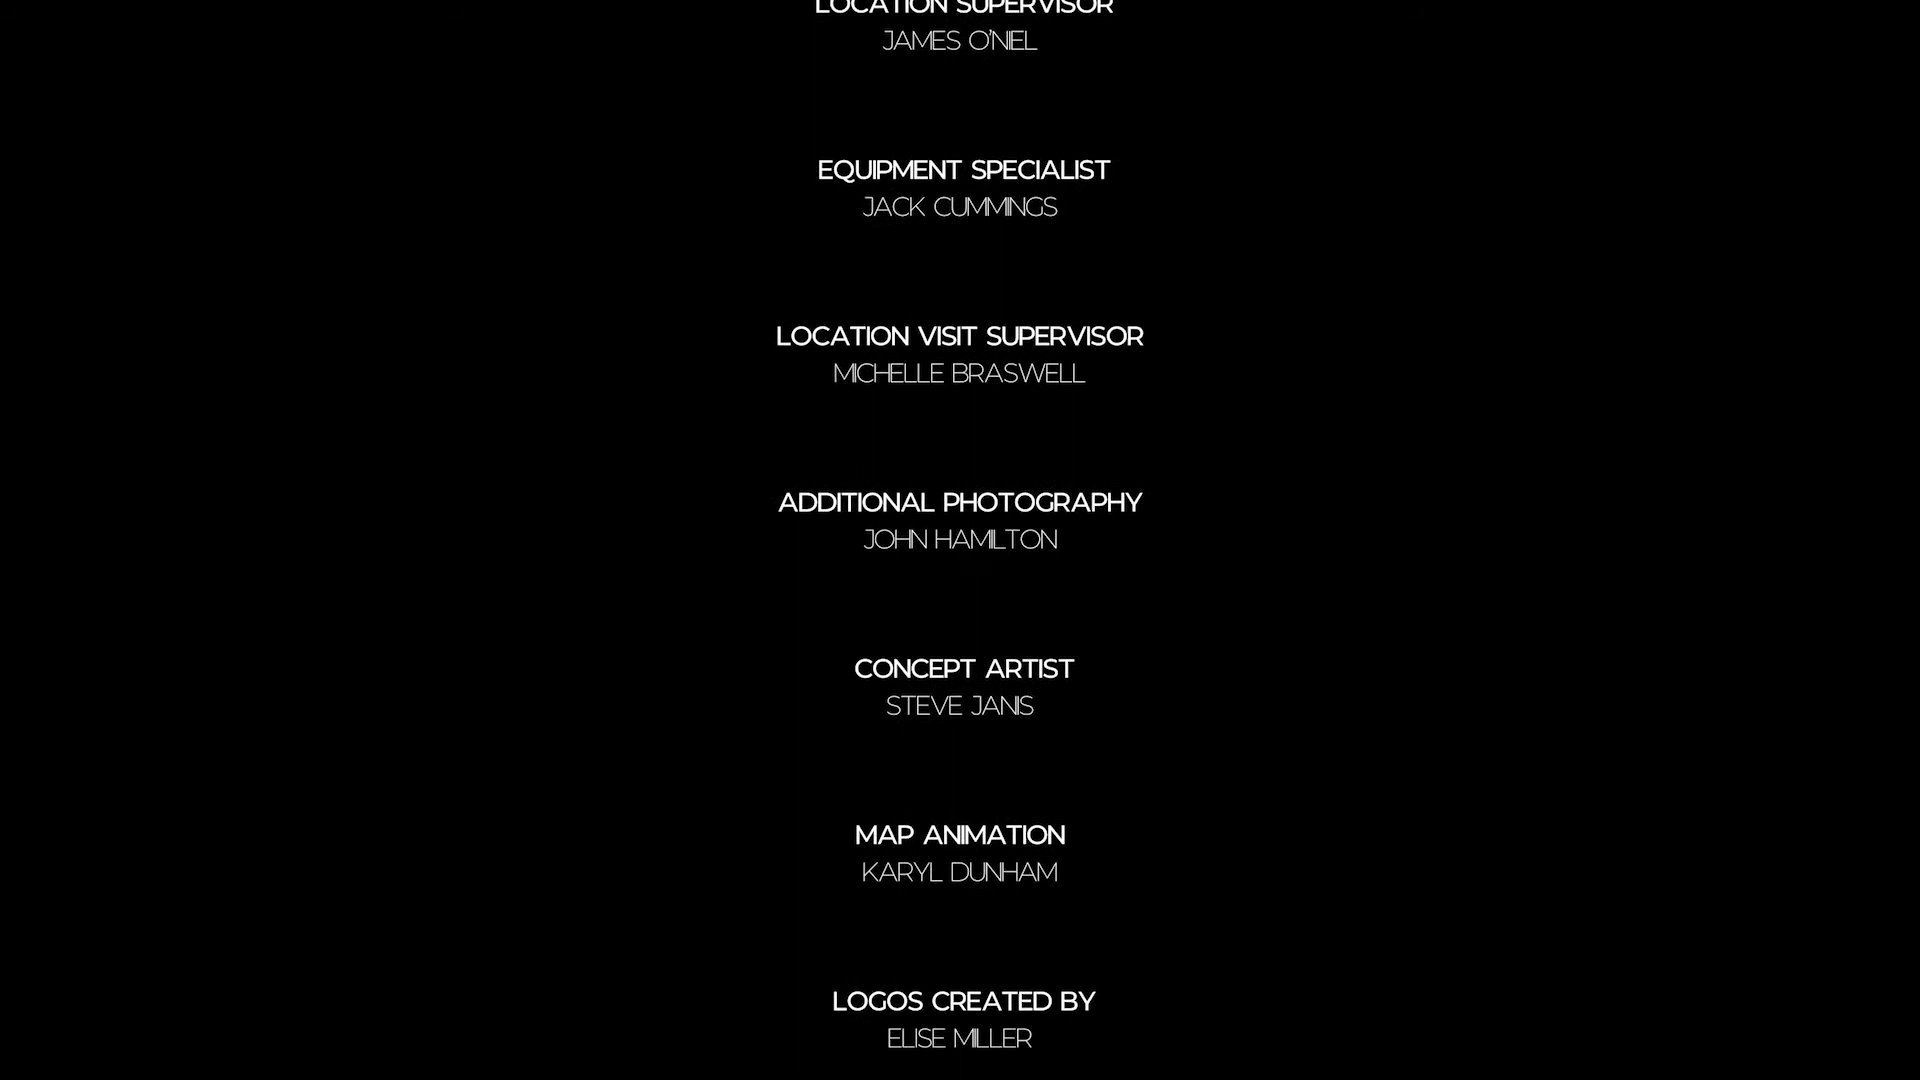 LOCATION SUPERVISOR
JAMES O'NIEL
EQUIPMENT SPECIALIST
JACK CUMMINGS
LOCATION VISIT SUPERVISOR
MICHELLE BRASWELL
ADDITIONAL PHOTOGRAPHY
JOHN HAMILTON
CONCEPT ARTIST
STEVE JANIS
MAP ANIMATION
KARYL DUNHAM
LOGOS CREATED BY
ELISE MILLER